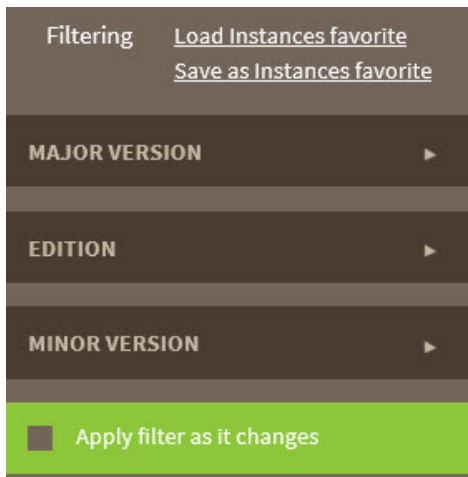 Filtering
Load Instances favorite
Save as Instances favorite
MAJOR VERSION
EDITION
MINOR VERSION
Apply filter as it changes